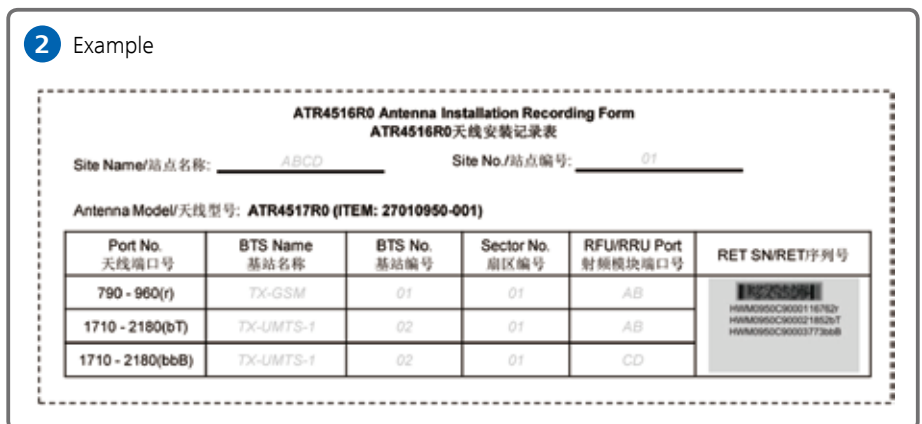 2 Example
ATR4516R0 Antenna Installation Recording Form
ATR4516R0天线安装记录表
Site Name/站点名称: ABCD Site No./站点编号: 01
Antenna Model/天线型号: ATR4517R0 (ITEM: 27010950-001)
Port No. BTS Name BTS No. Sector No. RFU/RRU Port RET SN/RET序列号
天线端口号 基站名称 基站编号 扇区编号 射频模块端口号
790 - 960(r) TX-GSM 01 01 AB
HWM0950C9000116762r
1710 - 2180(bT) TX-UMTS-1 02 01 AB
HWM0950C900021852bT
HWM0950C90003773bbB
1710 - 2180(bbB) TX-UMTS-1 02 01 CD